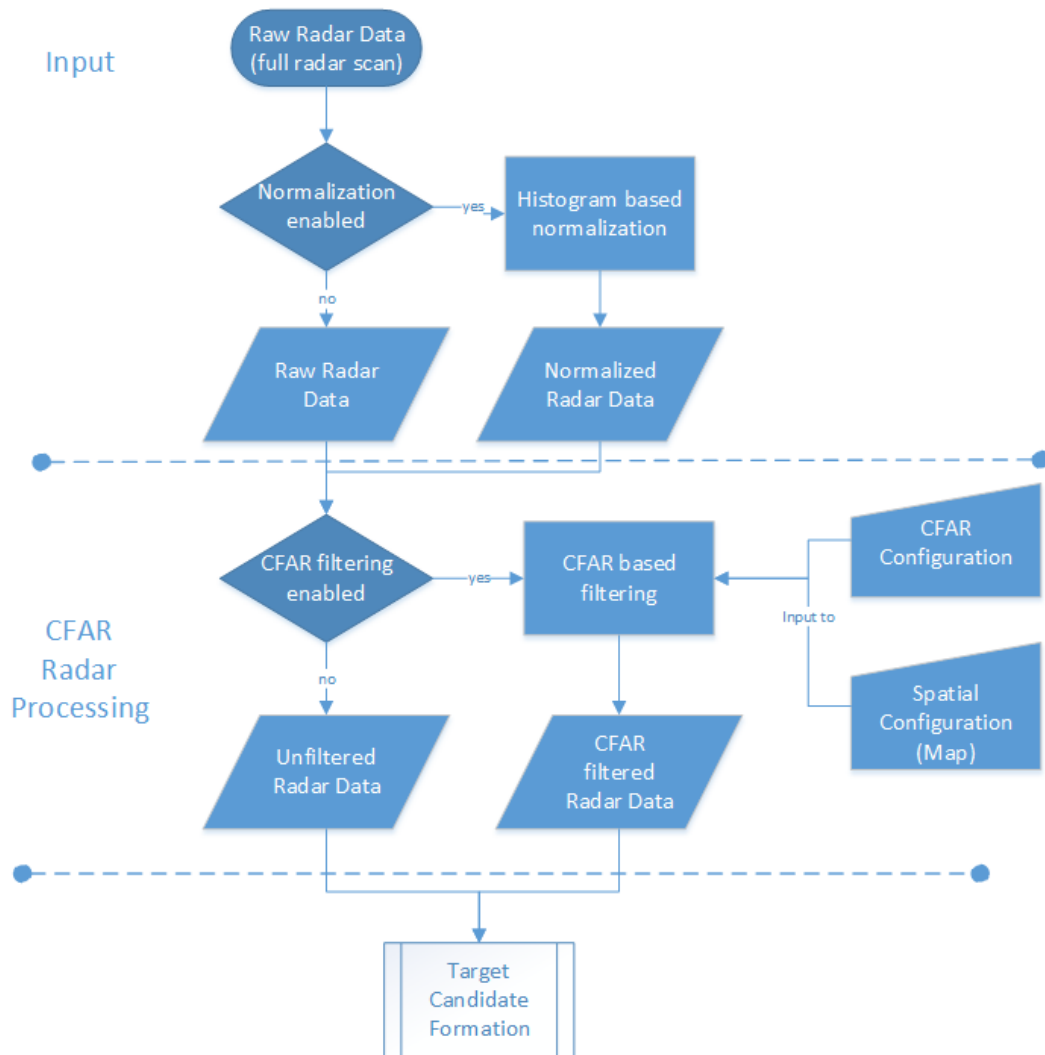 Input
Raw Radar Data
(full radar scan)
Normalization
enabled
yes
Histogram based
normalization
no
Raw Radar
Data
Normalized
Radar Data
CFAR
Radar
Processing
CFAR filtering
enabled
yes
CFAR based
filtering
CFAR
Configuration
Input to
no
Unfiltered
Radar Data
CFAR
filtered
Radar Data
Spatial
Configuration
(Map)
Target
Candidate
Formation